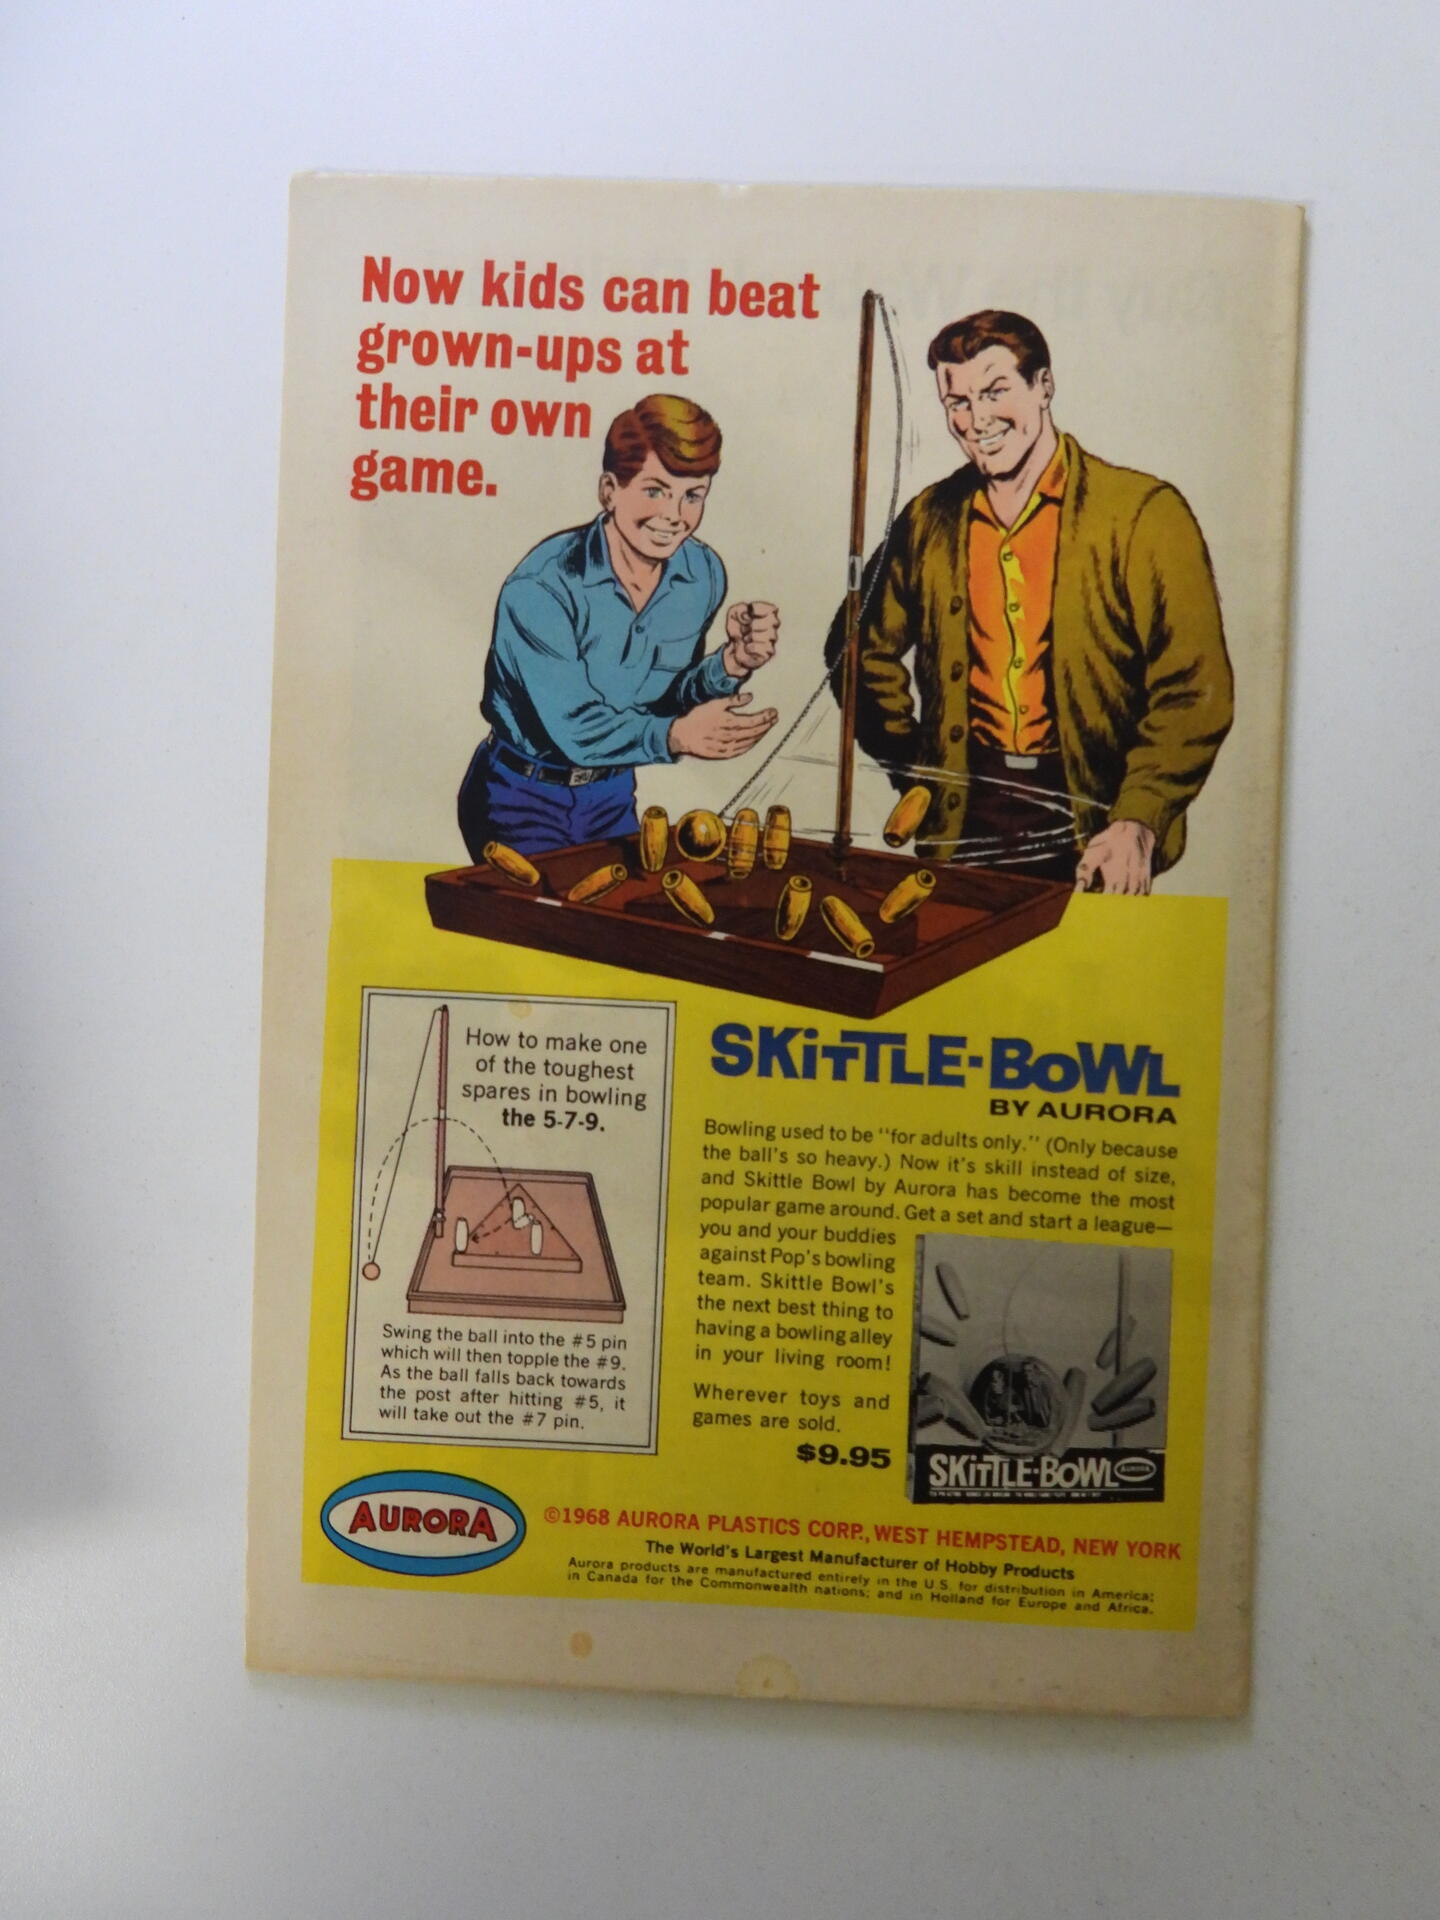 Now kids can beat
grown-ups at
their own
game.
How to make one
of the toughest
spares in bowling
the 5-7-9.
Swing the ball into the #5 pin
which will then topple the #9.
As the ball falls back towards
the post after hitting #5, it
will take out the #7 pin.
SKiTTLE-BoWL
BY AURORA
Bowling used to be "for adults only." (Only because
the ball's so heavy.) Now it's skill instead of size,
and Skittle Bowl by Aurora has become the most
popular game around. Get a set and start a league—
you and your buddies
against Pop's bowling
team. Skittle Bowl's
the next best thing to
having a bowling alley
in your living room!
Wherever toys and
games are sold.
$9.95
SKiTTLE-BoWL
AURORA
AURORA
©1968 AURORA PLASTICS CORP., WEST HEMPSTEAD, NEW YORK
The World's Largest Manufacturer of Hobby Products
Aurora products are manufactured entirely in the U.S. for distribution in America;
in Canada for the Commonwealth nations; and in Holland for Europe and Africa.